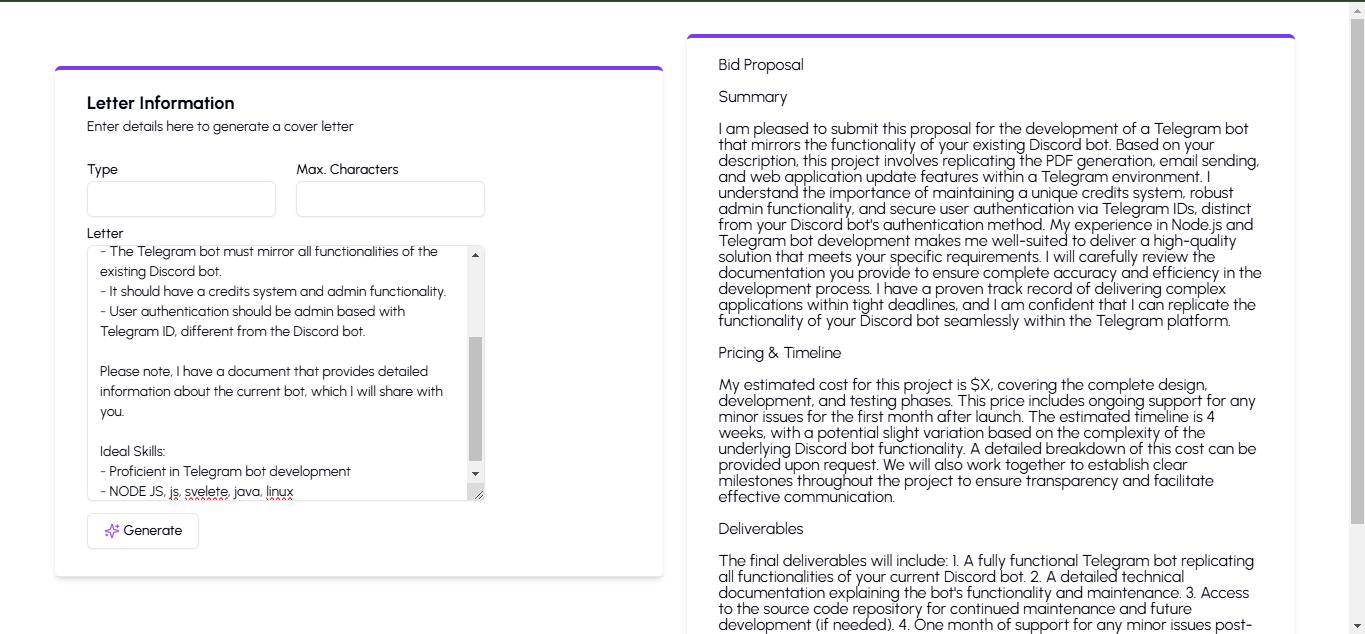 Letter Information
Enter details here to generate a cover letter
Type
Max. Characters
Letter
- The Telegram bot must mirror all functionalities of the
existing Discord bot.
- It should have a credits system and admin functionality.
- User authentication should be admin based with
Telegram ID, different from the Discord bot.
Please note, I have a document that provides detailed
information about the current bot, which I will share with
you.
Ideal Skills:
- Proficient in Telegram bot development
- NODE JS, js, svelete, java, linux
Generate
Bid Proposal
Summary
I am pleased to submit this proposal for the development of a Telegram bot
that mirrors the functionality of your existing Discord bot. Based on your
description, this project involves replicating the PDF generation, email sending,
and web application update features within a Telegram environment. I
understand the importance of maintaining a unique credits system, robust
admin functionality, and secure user authentication via Telegram IDs, distinct
from your Discord bot's authentication method. My experience in Node.js and
Telegram bot development makes me well-suited to deliver a high-quality
solution that meets your specific requirements. I will carefully review the
documentation you provide to ensure complete accuracy and efficiency in the
development process. I have a proven track record of delivering complex
applications within tight deadlines, and I am confident that I can replicate the
functionality of your Discord bot seamlessly within the Telegram platform.
Pricing & Timeline
My estimated cost for this project is $X, covering the complete design,
development, and testing phases. This price includes ongoing support for any
minor issues for the first month after launch. The estimated timeline is 4
weeks, with a potential slight variation based on the complexity of the
underlying Discord bot functionality. A detailed breakdown of this cost can be
provided upon request. We will also work together to establish clear
milestones throughout the project to ensure transparency and facilitate
effective communication.
Deliverables
The final deliverables will include: 1. A fully functional Telegram bot replicating
all functionalities of your current Discord bot. 2. A detailed technical
documentation explaining the bot's functionality and maintenance. 3. Access
to the source code repository for continued maintenance and future
development (if needed). 4. One month of support for any minor issues post-